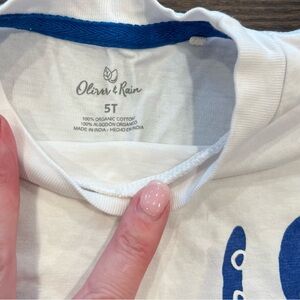 Oliver & Rain
5T
100% ORGANIC COTTON
100% ALGODÓN ORGÁNICO
MADE IN INDIA / HECHO EN INDIA